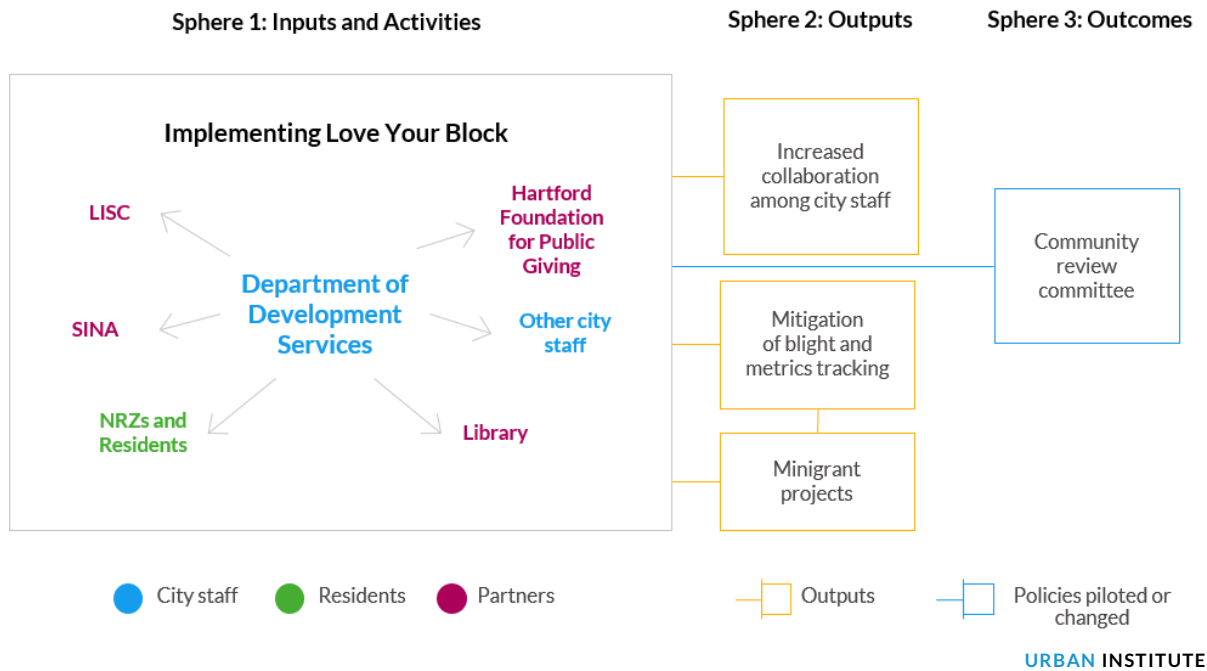 Sphere 1: Inputs and Activities
Sphere 2: Outputs
Sphere 3: Outcomes
Implementing Love Your Block
LISC
Hartford
Foundation
for Public
Giving
Department of
Development
Services
SINA
Other city
staff
NRZs and
Residents
Library
Increased
collaboration
among city staff
Mitigation
of blight and
metrics tracking
Minigrant
projects
Community
review
committee
City staff
Residents
Partners
Outputs
Policies piloted or
changed
URBAN INSTITUTE